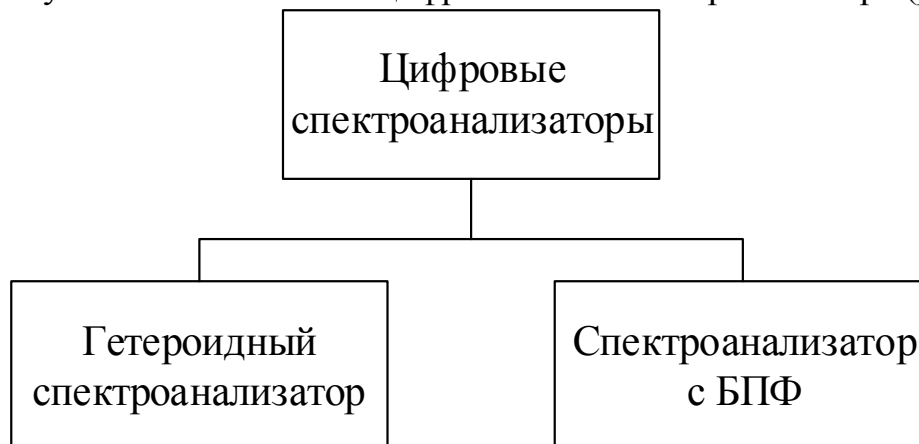 Цифровые
спектроанализаторы
Гетероидный
спектроанализатор
Спектроанализатор
с БПФ